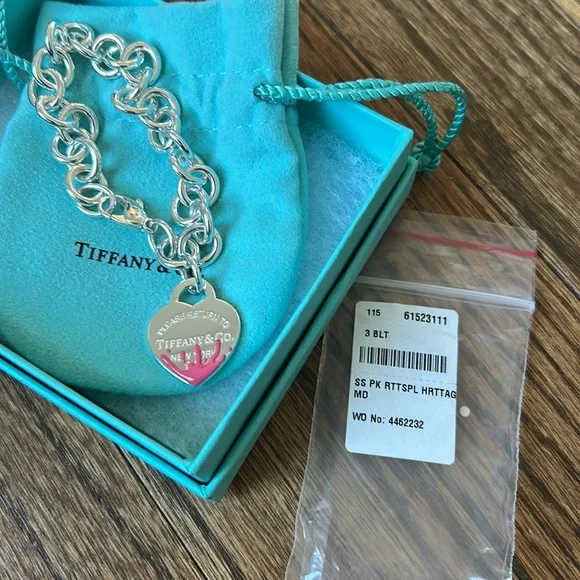 TIFFANY &
PLEASE RETURN TO
TIFFANY & CO.
NEW YORK
115 61523111
3 BLT
SS PK RTTSPL HRTTAG
MD
WO No: 4462232